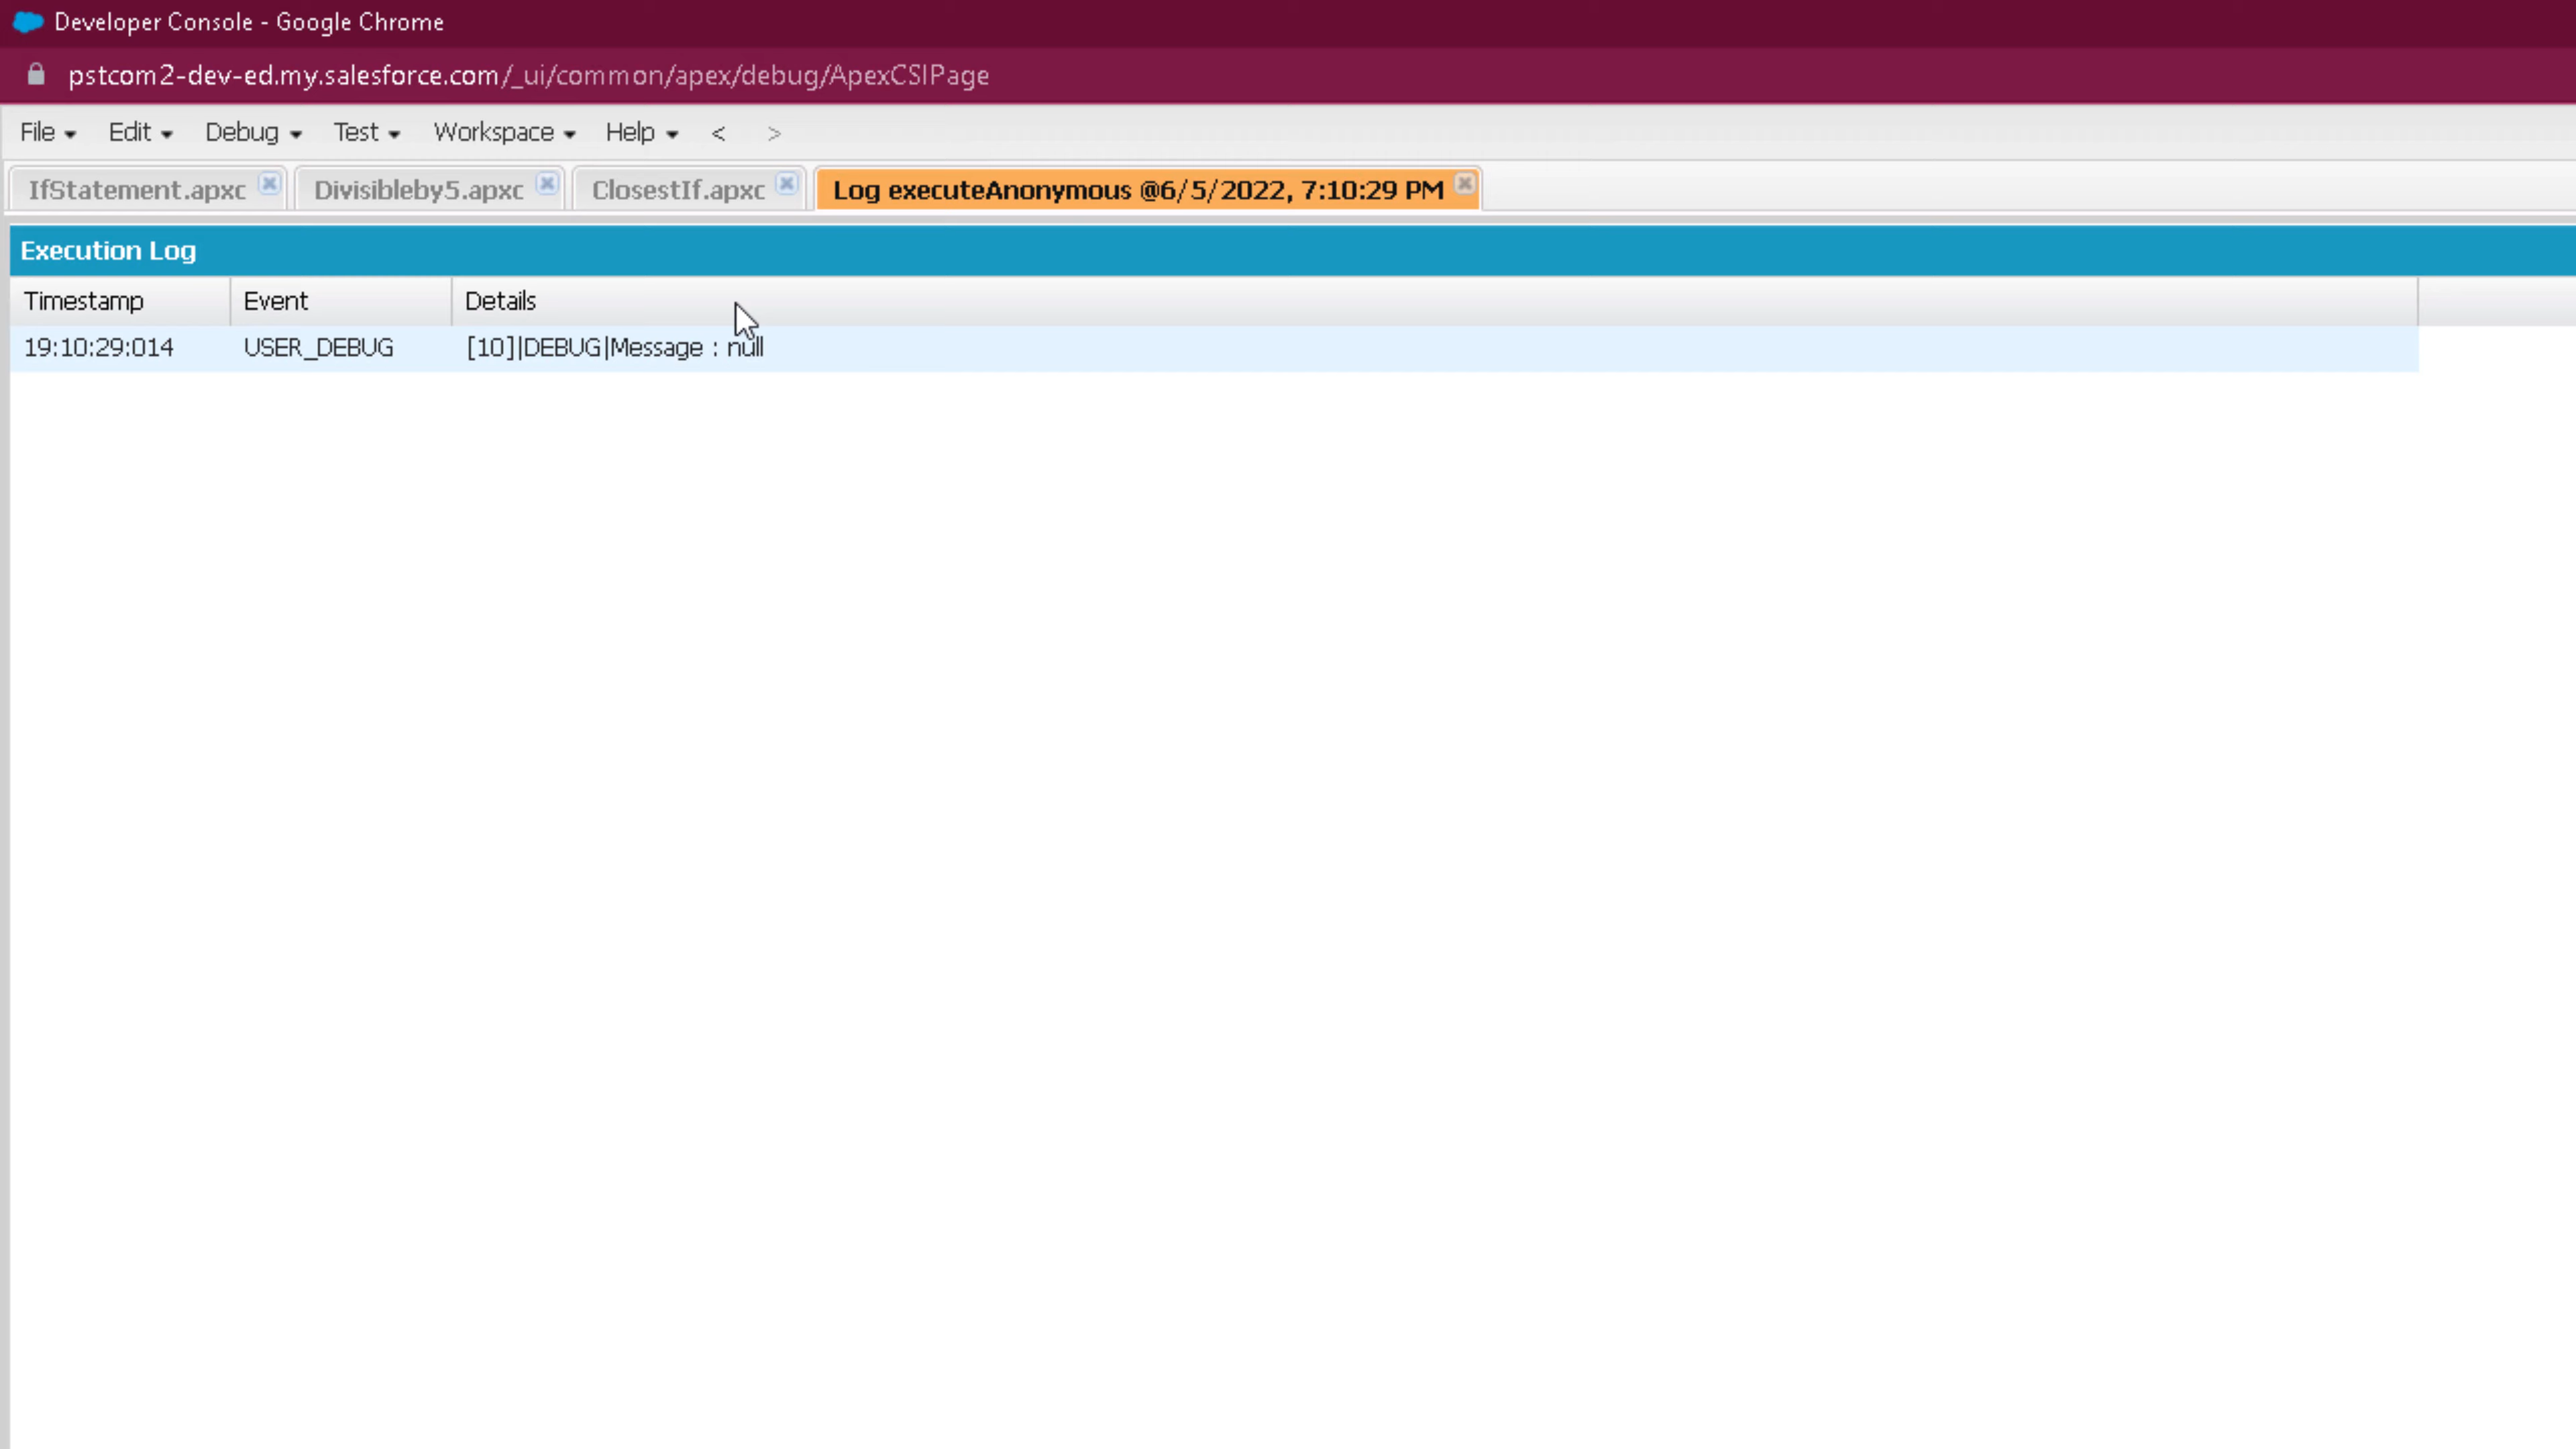 Developer Console - Google Chrome
pstcom2-dev-ed.my.salesforce.com/_ui/common/apex/debug/ApexCSIPage
File Edit Debug Test Workspace Help < >
IfStatement.apxc Divisibleby5.apxc ClosestIf.apxc Log executeAnonymous @6/5/2022, 7:10:29 PM
Execution Log
Timestamp Event Details
19:10:29:014 USER_DEBUG [10]|DEBUG|Message : null